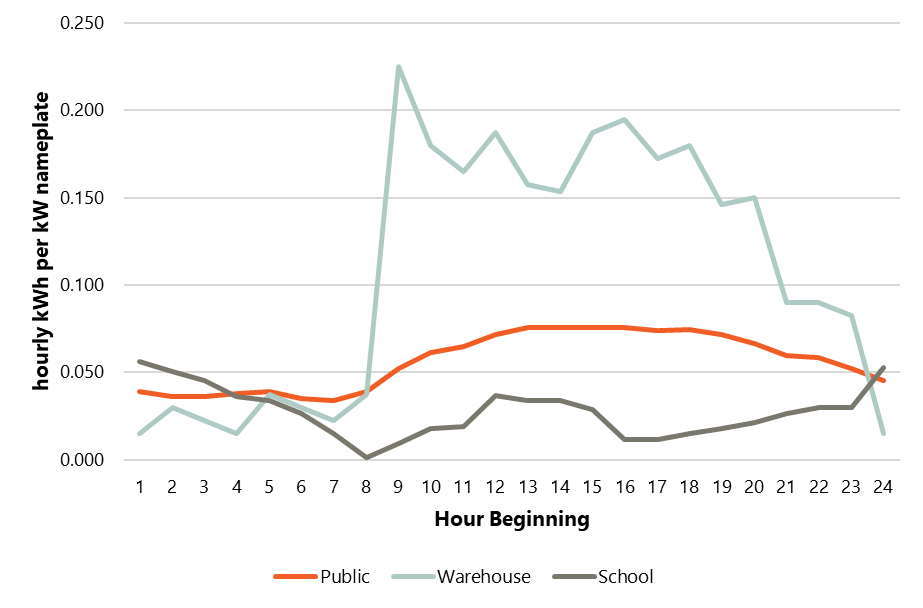 0.250
0.200
0.150
0.100
0.050
0.000
hourly kWh per kW nameplate
1 2 3 4 5 6 7 8 9 10 11 12 13 14 15 16 17 18 19 20 21 22 23 24
Hour Beginning
Public Warehouse School